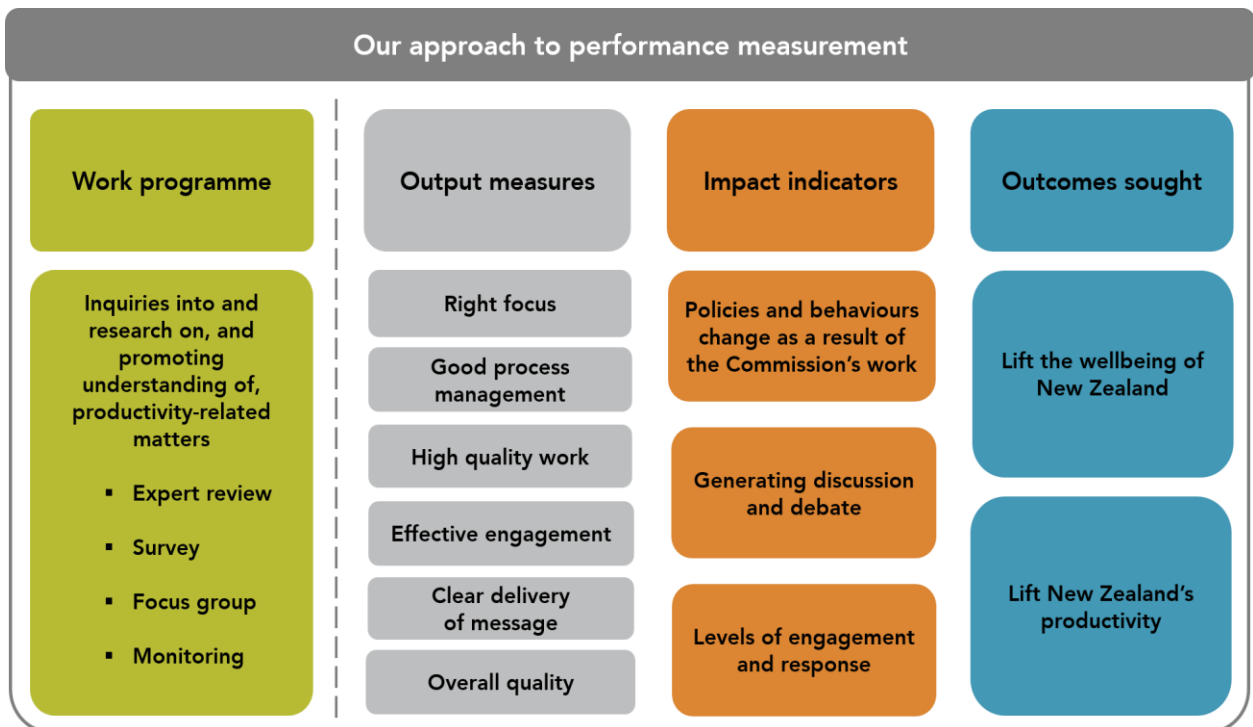 Our approach to performance measurement
Work programme
Inquiries into and
research on, and
promoting
understanding of,
productivity-related
matters
▪ Expert review
▪ Survey
▪ Focus group
▪ Monitoring
Output measures
Right focus
Good process
management
High quality work
Effective engagement
Clear delivery
of message
Overall quality
Impact indicators
Policies and behaviours
change as a result of
the Commission’s work
Generating discussion
and debate
Levels of engagement
and response
Outcomes sought
Lift the wellbeing of
New Zealand
Lift New Zealand’s
productivity